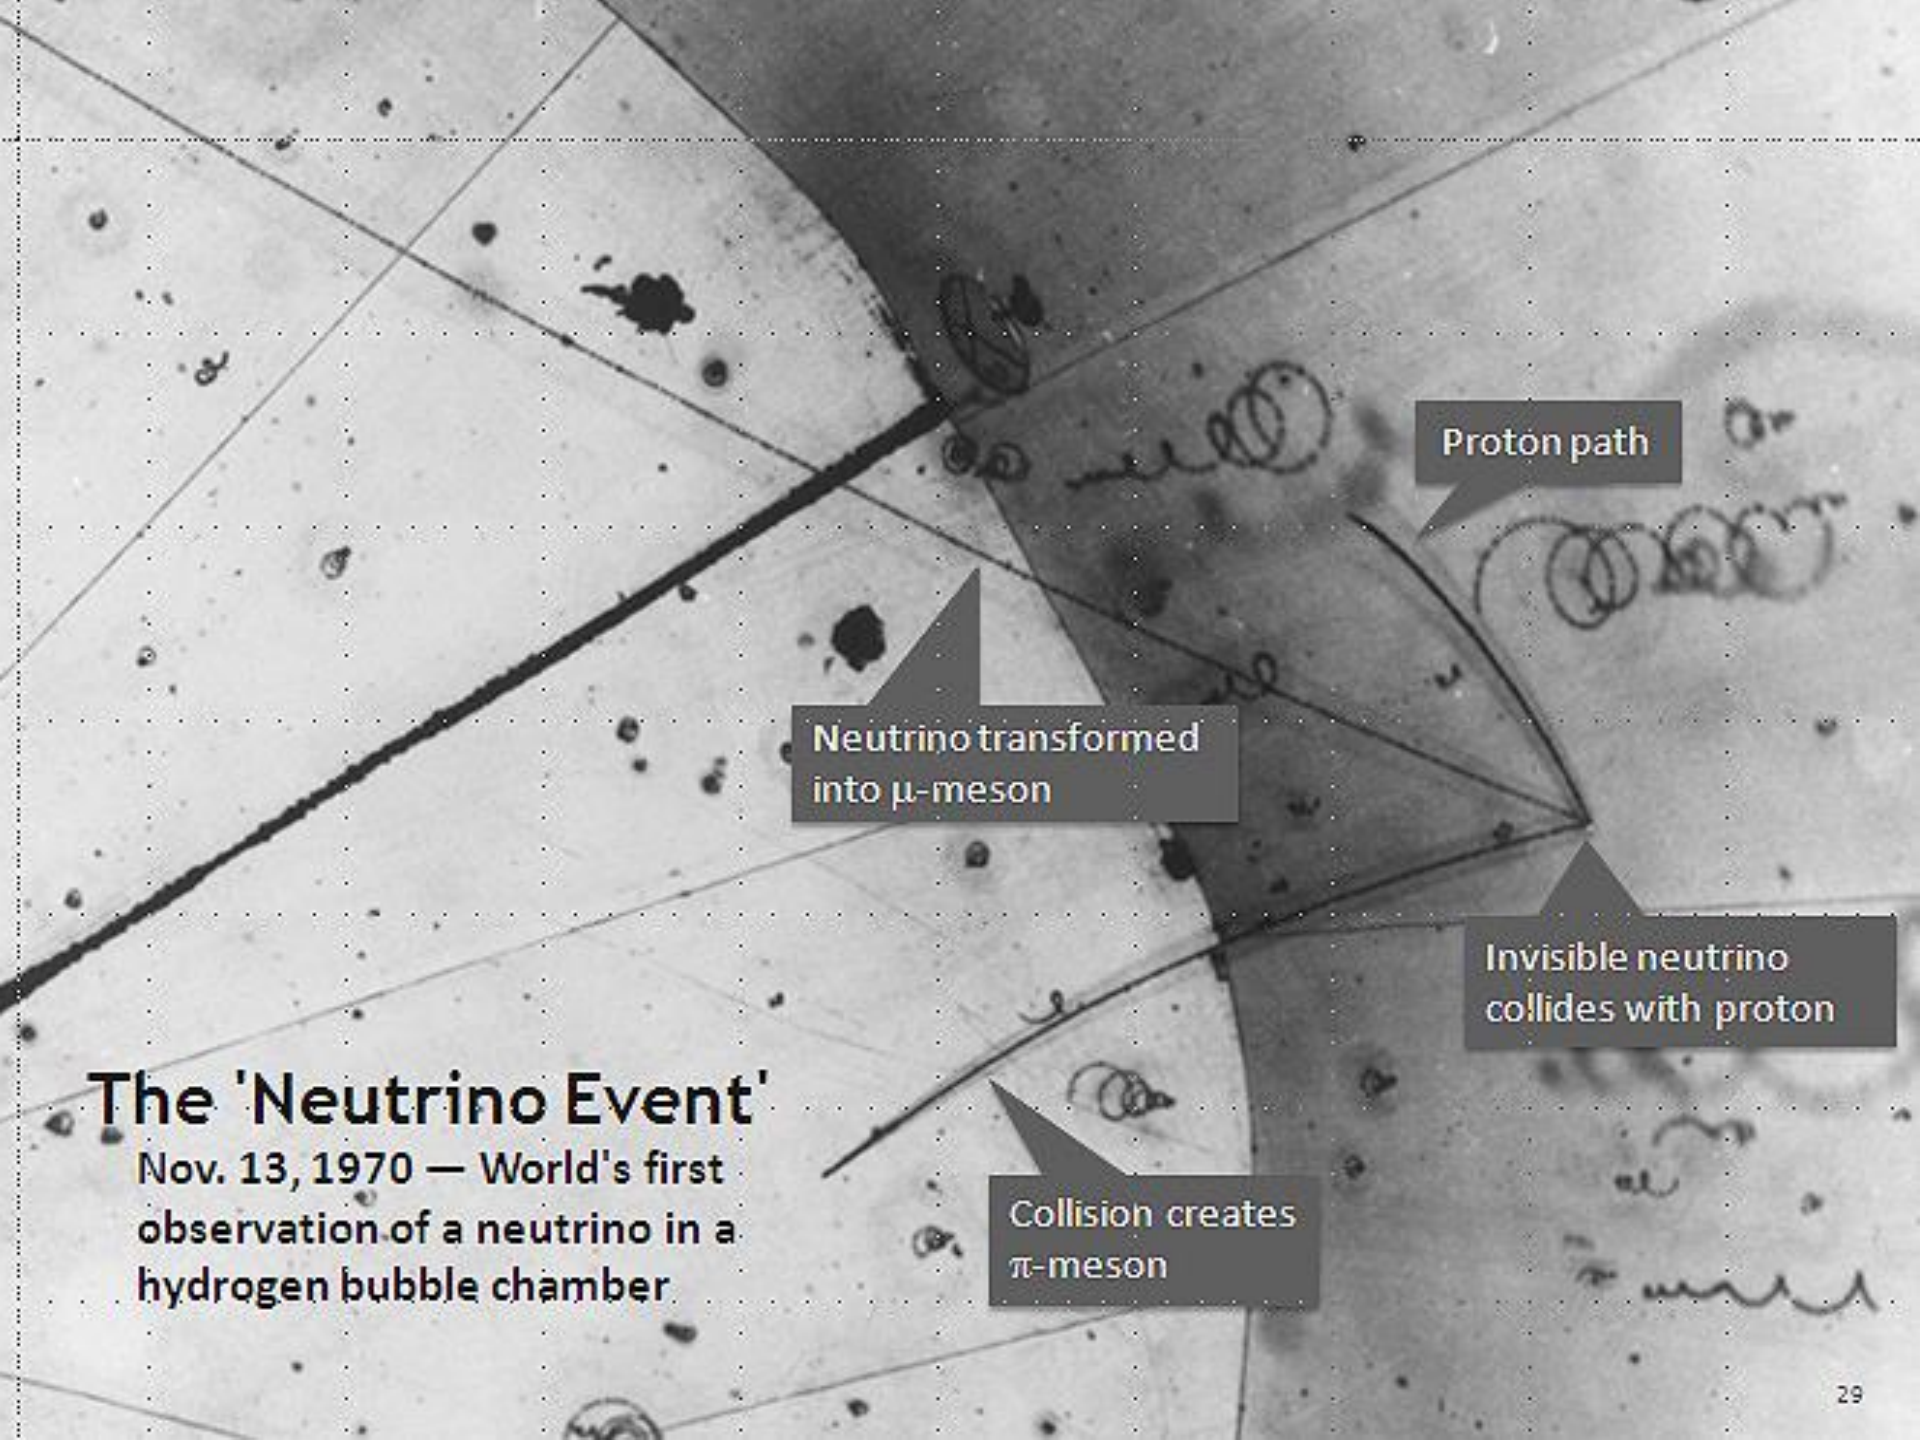 Proton path
Neutrino transformed
into μ-meson
Invisible neutrino
collides with proton
The 'Neutrino Event'
Nov. 13, 1970 — World's first
observation of a neutrino in a
hydrogen bubble chamber
Collision creates
π-meson
29